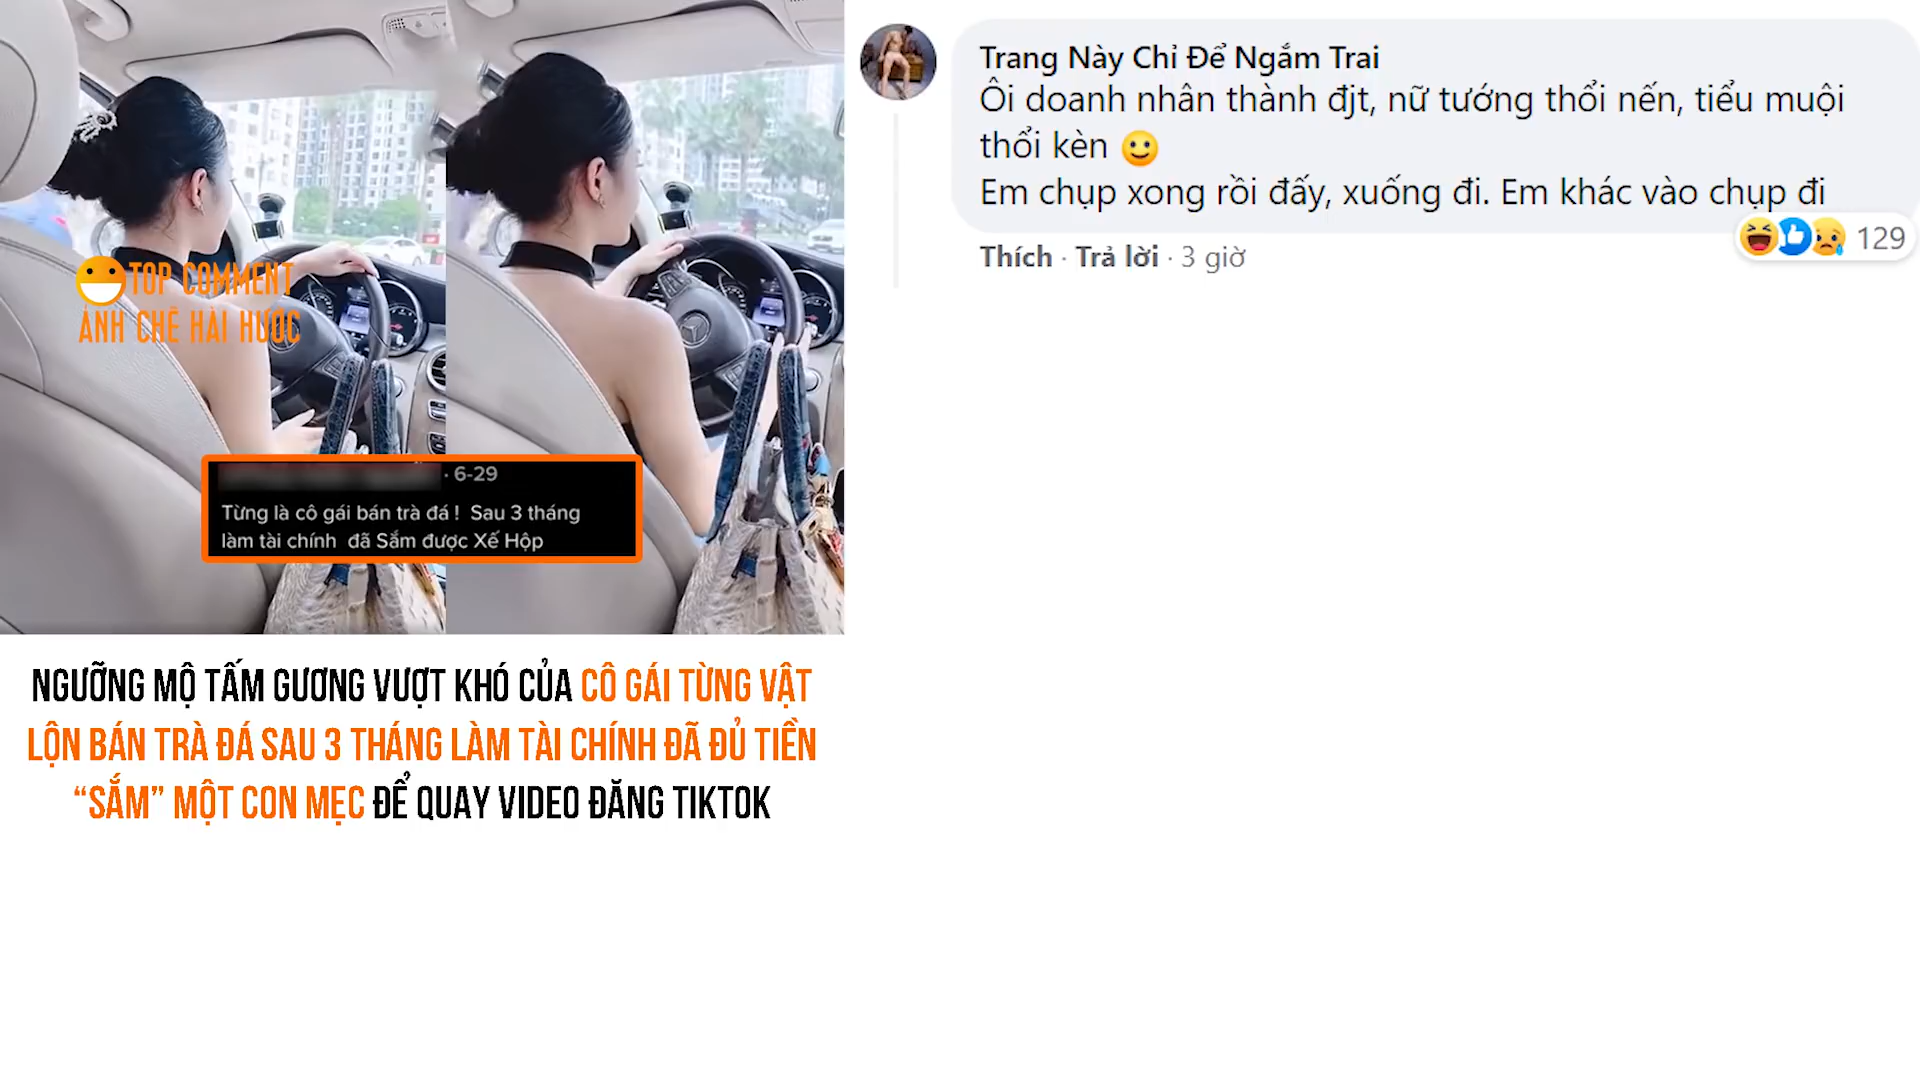 TOP COMMENT
ẢNH CHẾ HÀI HƯỚC
· 6-29
Từng là cô gái bán trà đá ! Sau 3 tháng
làm tài chính đã Sắm được Xế Hộp
NGƯỠNG MỘ TẤM GƯƠNG VƯỢT KHÓ CỦA CÔ GÁI TỪNG VẬT
LỘN BÁN TRÀ ĐÁ SAU 3 THÁNG LÀM TÀI CHÍNH ĐÃ ĐỦ TIỀN
“SẮM” MỘT CON MẸC ĐỂ QUAY VIDEO ĐĂNG TIKTOK
Trang Này Chỉ Để Ngắm Trai
Ôi doanh nhân thành đjt, nữ tướng thổi nến, tiểu muội
thổi kèn 🙂
Em chụp xong rồi đấy, xuống đi. Em khác vào chụp đi
129
Thích · Trả lời · 3 giờ